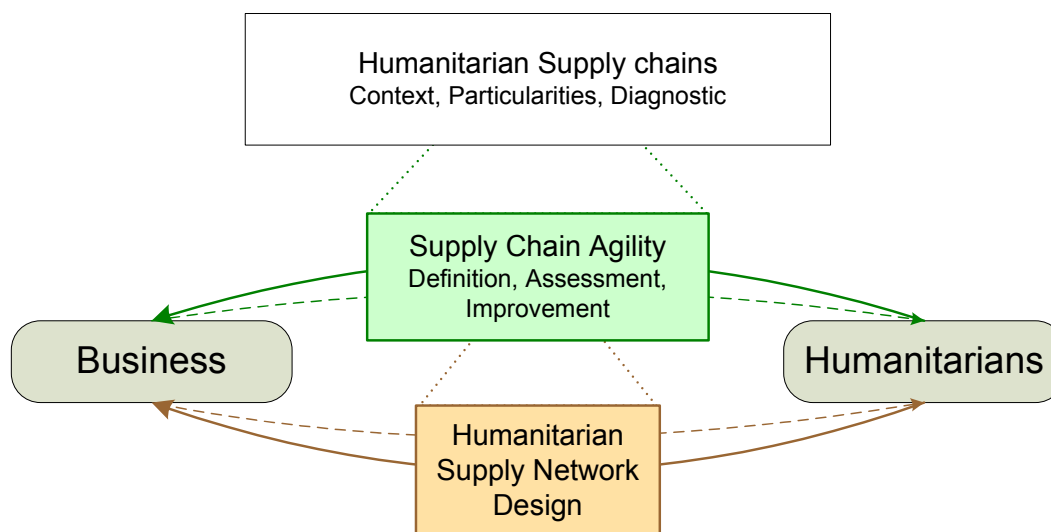 Humanitarian Supply chains
Context, Particularities, Diagnostic
Supply Chain Agility
Definition, Assessment,
Improvement
Business
Humanitarians
Humanitarian
Supply Network
Design